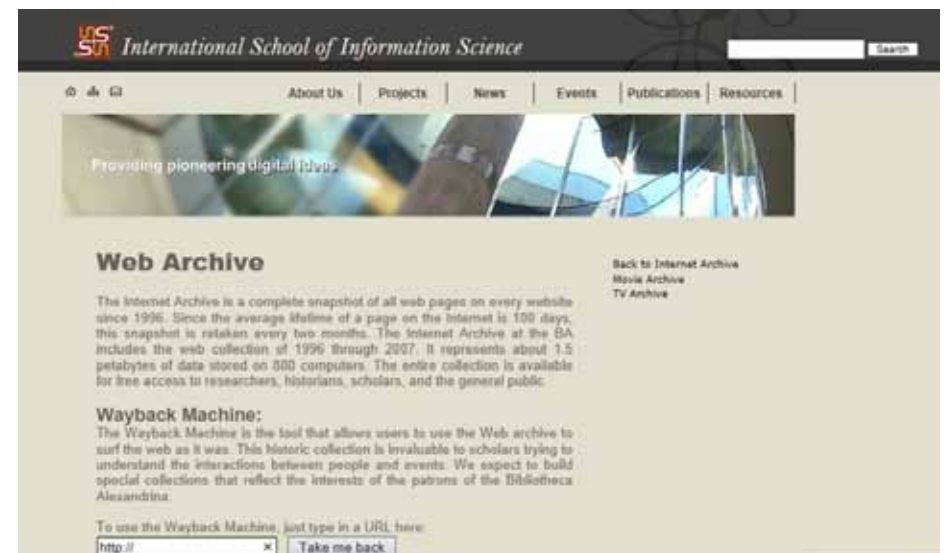 International School of Information Science
Search
About Us | Projects | News | Events | Publications | Resources |
Providing pioneering digital ideas
Web Archive
Back to Internet Archive
Movie Archive
TV Archive
The Internet Archive is a complete snapshot of all web pages on every website
since 1996. Since the average lifetime of a page on the Internet is 100 days,
this snapshot is retaken every two months. The Internet Archive at the BA
includes the web collection of 1996 through 2007. It represents about 1.5
petabytes of data stored on 880 computers. The entire collection is available
for free access to researchers, historians, scholars, and the general public.
Wayback Machine:
The Wayback Machine is the tool that allows users to use the Web archive to
surf the web as it was. This historic collection is invaluable to scholars trying to
understand the interactions between people and events. We expect to build
special collections that reflect the interests of the patrons of the Bibliotheca
Alexandrina.
To use the Wayback Machine, just type in a URL here:
http:// × Take me back